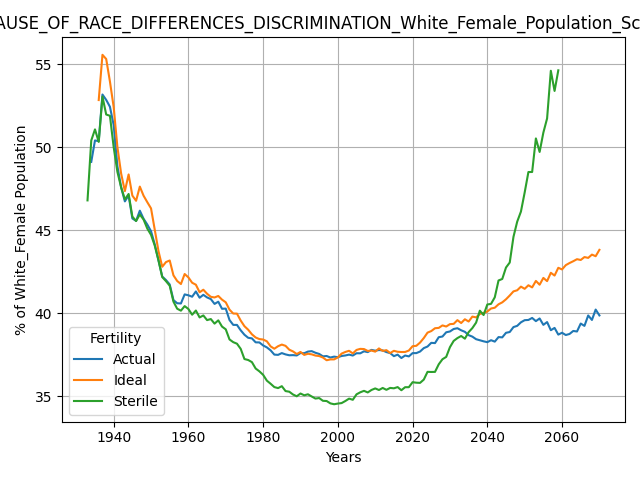 AUSE_OF_RACE_DIFFERENCES_DISCRIMINATION_White_Female_Population_Sc
% of White_Female Population
55
50
45
40
35
Fertility
Actual
Ideal
Sterile
1940 1960 1980 2000 2020 2040 2060
Years